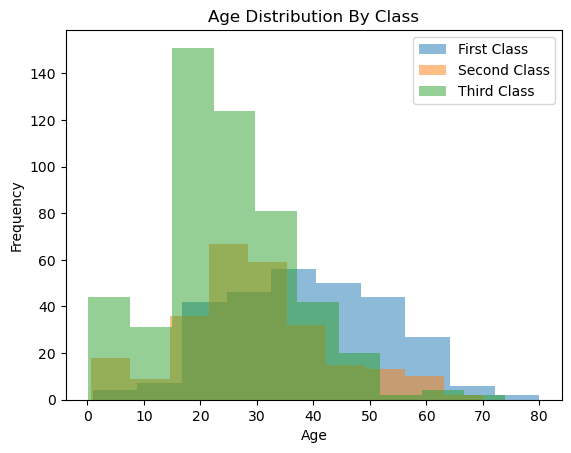 Age Distribution By Class
First Class
Second Class
Third Class
Frequency
140
120
100
80
60
40
20
0
0 10 20 30 40 50 60 70 80
Age